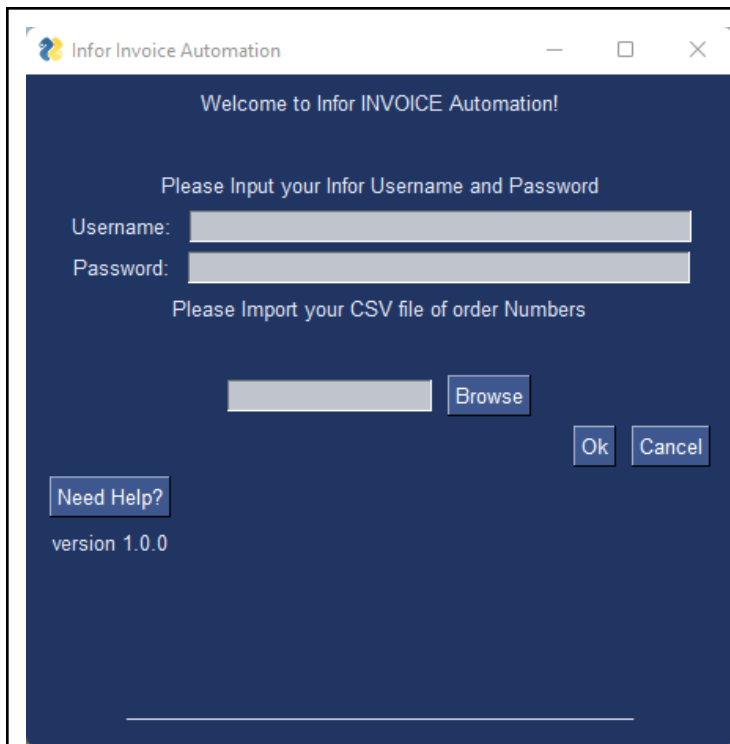 Infor Invoice Automation
Welcome to Infor INVOICE Automation!
Please Input your Infor Username and Password
Username:
Password:
Please Import your CSV file of order Numbers
Browse
Ok Cancel
Need Help?
version 1.0.0